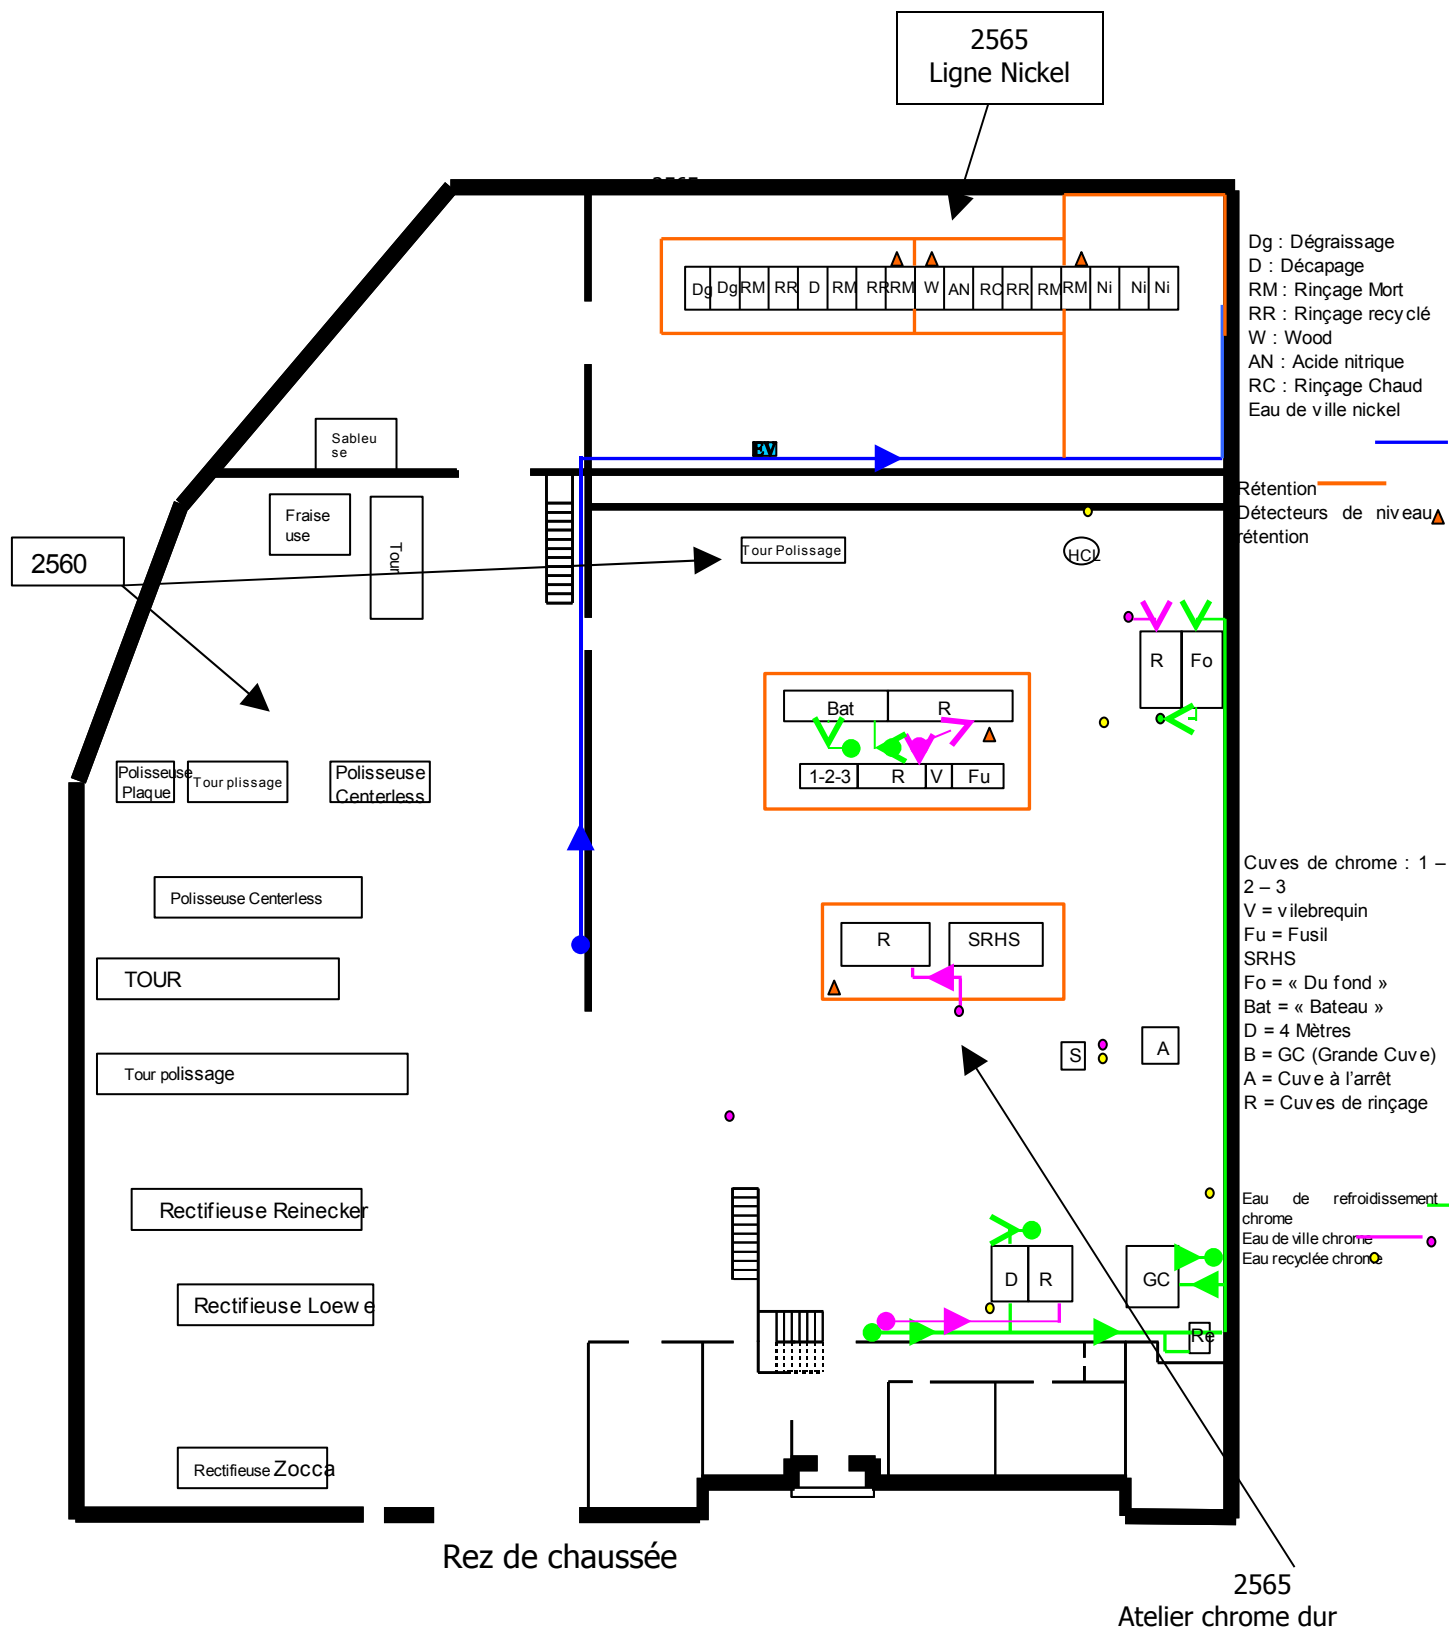 2565
Ligne Nickel
Dg : Dégraissage
D : Décapage
RM : Rinçage Mort
RR : Rinçage recyclé
W : Wood
AN : Acide nitrique
RC : Rinçage Chaud
Eau de ville nickel
Dg Dg RM RR D RM RR RM W AN RC RR RM RM Ni Ni Ni
Sableu
se
EV
Rétention
Détecteurs de niveau
rétention
Fraise
use
Tour
Tour Polissage
HCL
2560
R Fo
Bat R
1-2-3 R V Fu
Polisseuse
Plaque
Tour plissage
Polisseuse
Centerless
Polisseuse Centerless
TOUR
Tour polissage
R SRHS
S A
Cuves de chrome : 1 –
2 – 3
V = vilebrequin
Fu = Fusil
SRHS
Fo = « Du fond »
Bat = « Bateau »
D = 4 Mètres
B = GC (Grande Cuve)
A = Cuve à l'arrêt
R = Cuves de rinçage
Rectifieuse Reinecker
Eau de refroidissement
chrome
Eau de ville chrome
Eau recyclée chrome
D R GC
Re
Rectifieuse Loewe
Rectifieuse Zocca
Rez de chaussée
2565
Atelier chrome dur